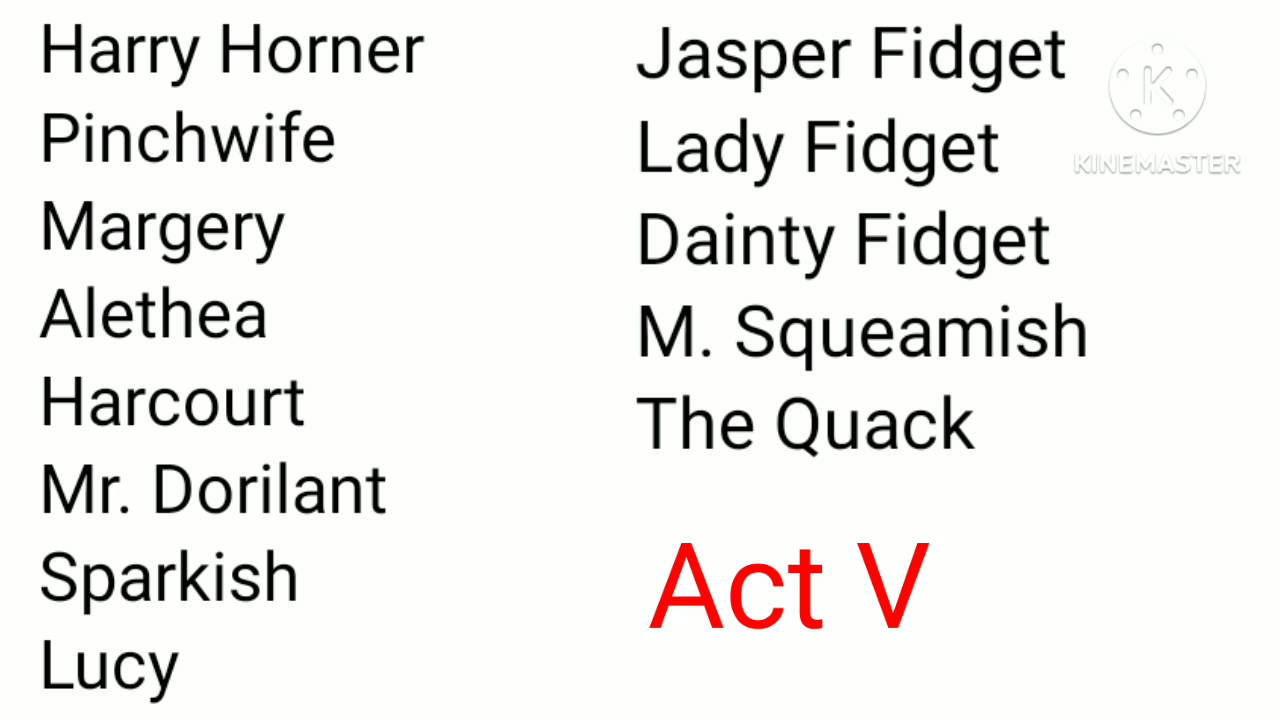 Harry Horner
Pinchwife
Margery
Alethea
Harcourt
Mr. Dorilant
Sparkish
Lucy
Jasper Fidget
Lady Fidget
Dainty Fidget
M. Squeamish
The Quack
Act V
K
KINEMASTER